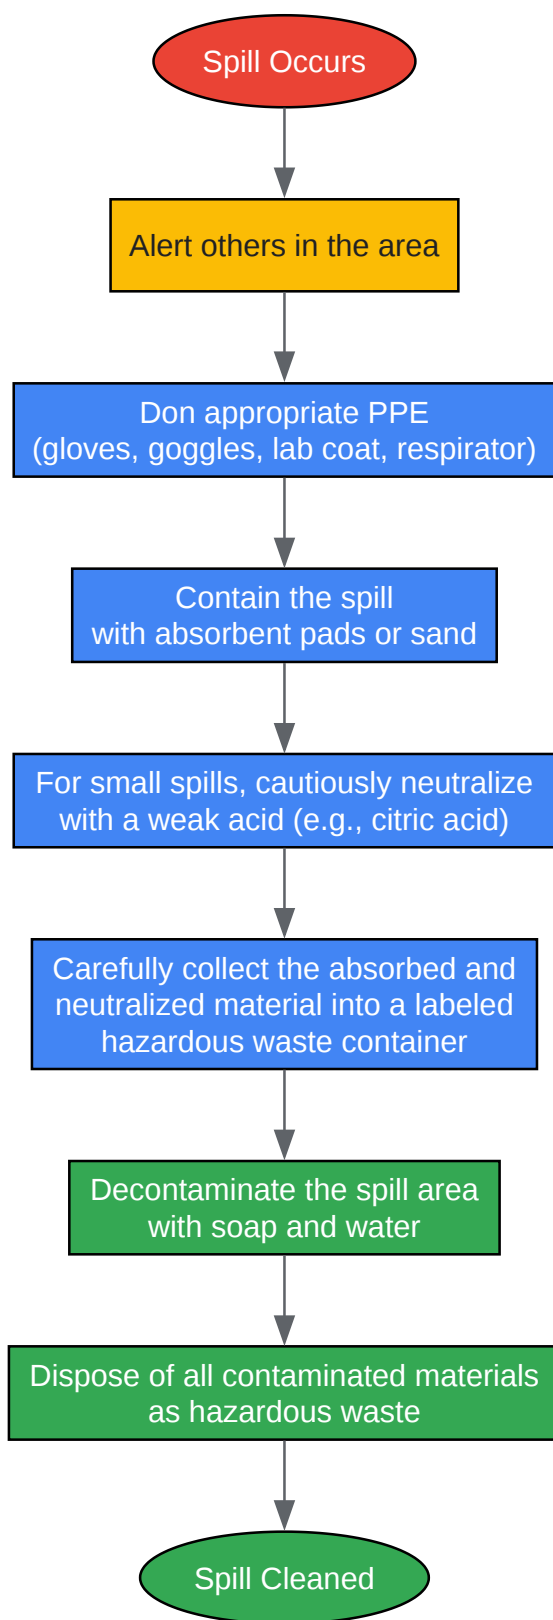 Spill Occurs
Alert others in the area
Don appropriate PPE
(gloves, goggles, lab coat, respirator)
Contain the spill
with absorbent pads or sand
For small spills, cautiously neutralize
with a weak acid (e.g., citric acid)
Carefully collect the absorbed and
neutralized material into a labeled
hazardous waste container
Decontaminate the spill area
with soap and water
Dispose of all contaminated materials
as hazardous waste
Spill Cleaned